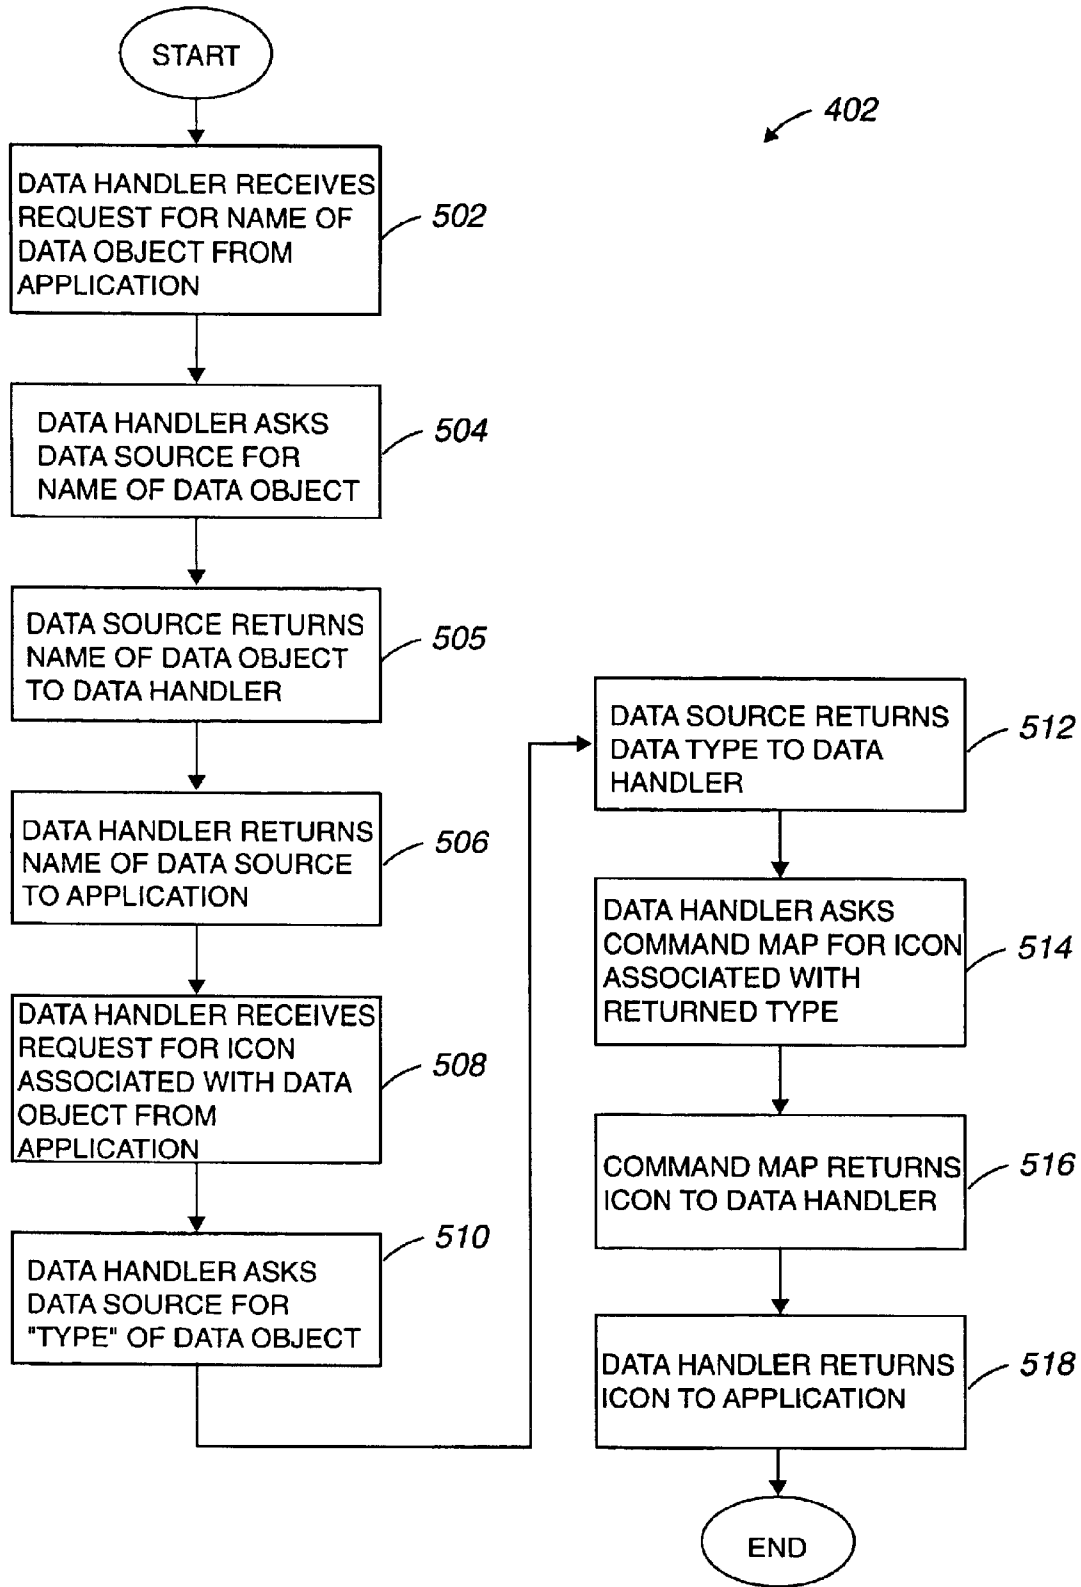 START
402
DATA HANDLER RECEIVES
REQUEST FOR NAME OF
DATA OBJECT FROM
APPLICATION
502
DATA HANDLER ASKS
DATA SOURCE FOR
NAME OF DATA OBJECT
504
DATA SOURCE RETURNS
NAME OF DATA OBJECT
TO DATA HANDLER
505
DATA HANDLER RETURNS
NAME OF DATA SOURCE
TO APPLICATION
506
DATA HANDLER RECEIVES
REQUEST FOR ICON
ASSOCIATED WITH DATA
OBJECT FROM
APPLICATION
508
DATA HANDLER ASKS
DATA SOURCE FOR
"TYPE" OF DATA OBJECT
510
DATA SOURCE RETURNS
DATA TYPE TO DATA
HANDLER
512
DATA HANDLER ASKS
COMMAND MAP FOR ICON
ASSOCIATED WITH
RETURNED TYPE
514
COMMAND MAP RETURNS
ICON TO DATA HANDLER
516
DATA HANDLER RETURNS
ICON TO APPLICATION
518
END